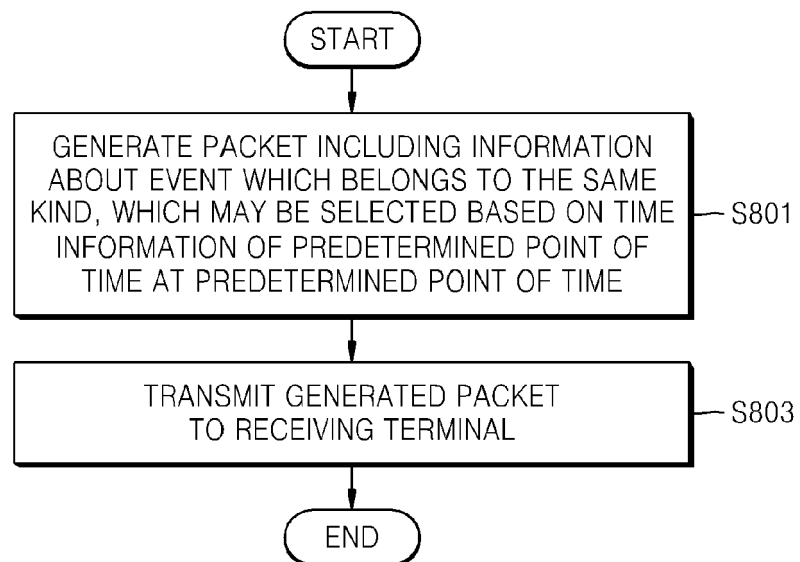 START
GENERATE PACKET INCLUDING INFORMATION
ABOUT EVENT WHICH BELONGS TO THE SAME
KIND, WHICH MAY BE SELECTED BASED ON TIME
INFORMATION OF PREDETERMINED POINT OF
TIME AT PREDETERMINED POINT OF TIME
S801
TRANSMIT GENERATED PACKET
TO RECEIVING TERMINAL
S803
END